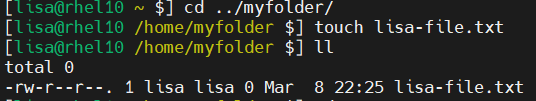 [lisa@rhel10 ~ $] cd ../myfolder/
[lisa@rhel10 /home/myfolder $] touch lisa-file.txt
[lisa@rhel10 /home/myfolder $] ll
total 0
-rw-r--r--. 1 lisa lisa 0 Mar  8 22:25 lisa-file.txt